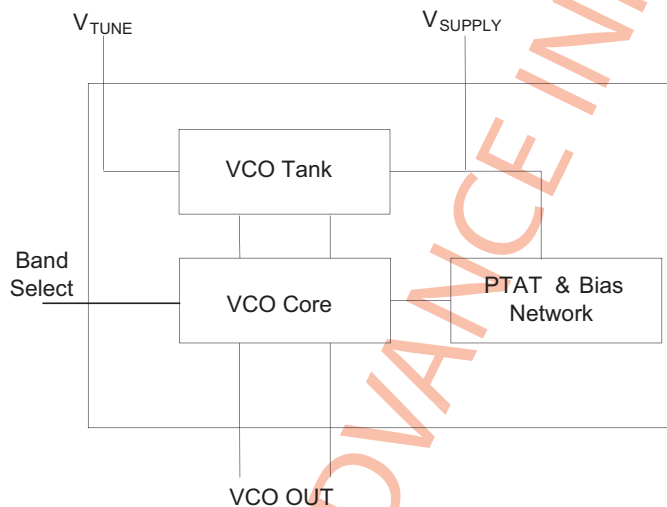 VTUNE
VSUPPLY
VCO Tank
Band
Select
VCO Core
PTAT & Bias
Network
VCO OUT